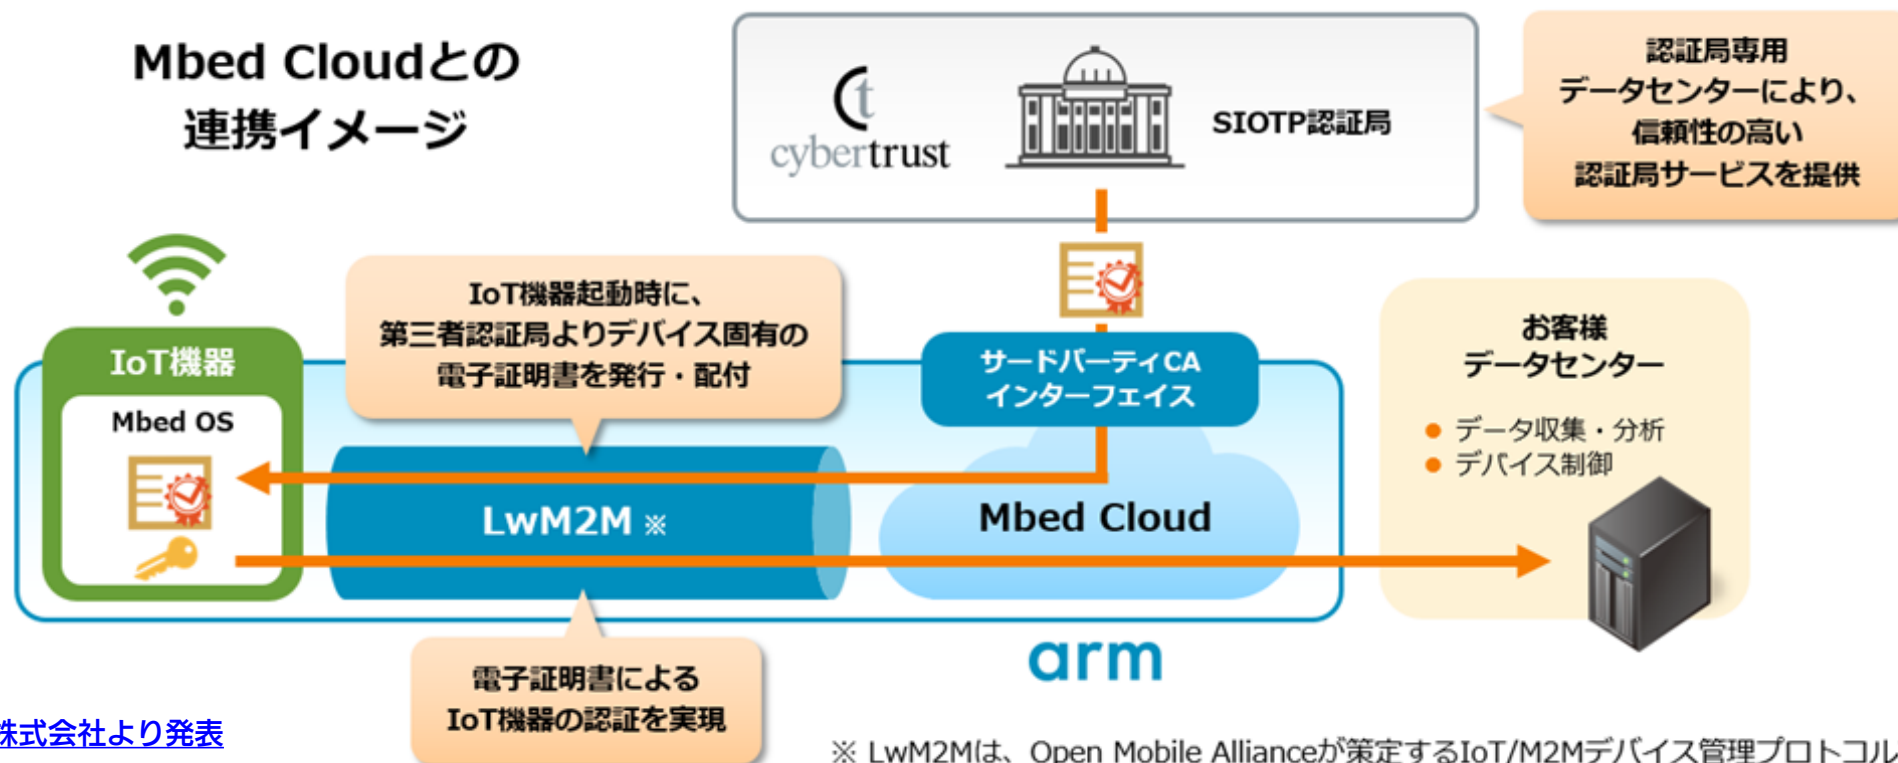 Mbed Cloudとの
連携イメージ
cybertrust
SIOTP認証局
認証局専用
データセンターにより、
信頼性の高い
認証局サービスを提供
IoT機器起動時に、
第三者認証局よりデバイス固有の
電子証明書を発行・配付
サードパーティCA
インターフェイス
お客様
データセンター
● データ収集・分析
● デバイス制御
IoT機器
Mbed OS
LwM2M ※
Mbed Cloud
arm
電子証明書による
IoT機器の認証を実現
株式会社より発表
※ LwM2Mは、Open Mobile Allianceが策定するIoT/M2Mデバイス管理プロトコル